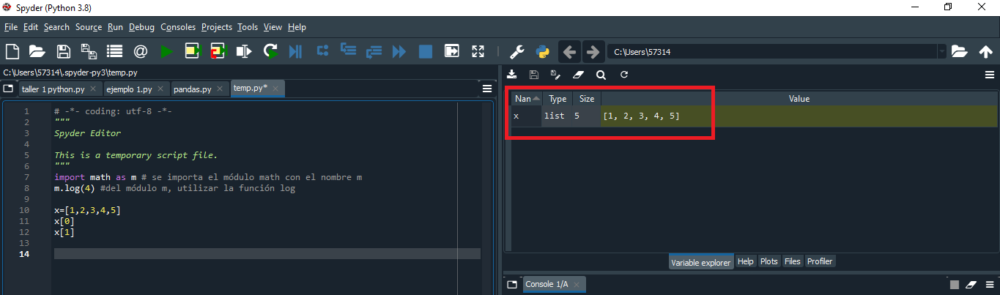 Spyder (Python 3.8)
File Edit Search Source Run Debug Consoles Projects Tools View Help
C:\Users\57314
C:\Users\57314\.spyder-py3\temp.py
taller 1 python.py ejemplo 1.py pandas.py temp.py*
1 # -*- coding: utf-8 -*-
2 """
3 Spyder Editor
4
5 This is a temporary script file.
6 """
7 import math as m # se importa el módulo math con el nombre m
8 m.log(4) #del módulo m, utilizar la función log
9
10 x=[1,2,3,4,5]
11 x[0]
12 x[1]
13
14
Nan Type Size Value
x list 5 [1, 2, 3, 4, 5]
Variable explorer Help Plots Files Profiler
Console 1/A